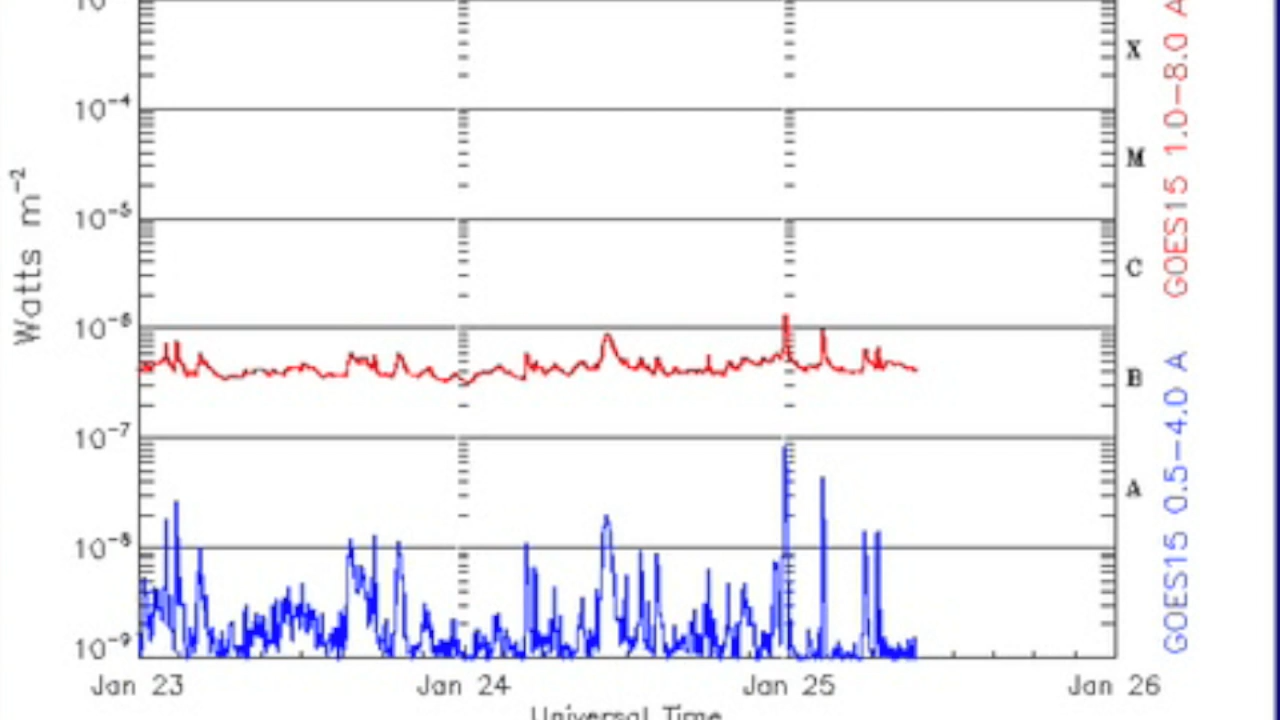 10
10-4
10-5
10-6
10-7
10-8
10-9
Watts m-2
X
M
C
B
A
GOES15 1.0-8.0 A
GOES15 0.5-4.0 A
Jan 23 Jan 24 Jan 25 Jan 26
Universal Time